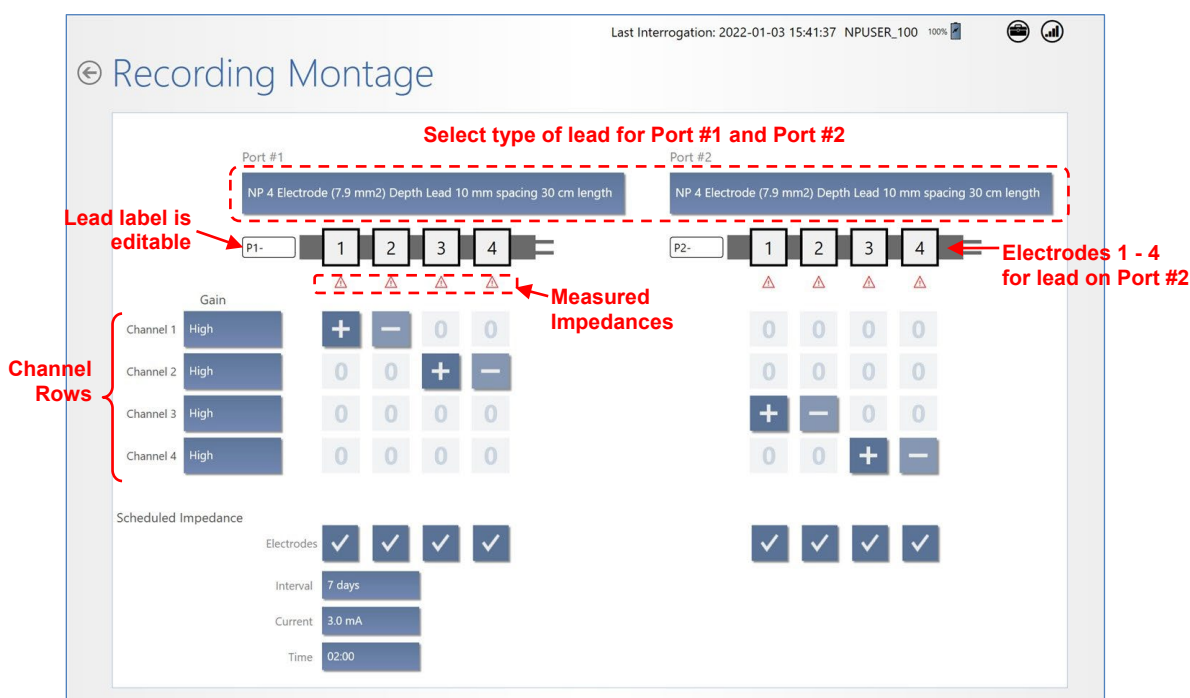 Last Interrogation: 2022-01-03 15:41:37 NPUSER_100 100%
Recording Montage
Select type of lead for Port #1 and Port #2
Port #1 Port #2
NP 4 Electrode (7.9 mm2) Depth Lead 10 mm spacing 30 cm length NP 4 Electrode (7.9 mm2) Depth Lead 10 mm spacing 30 cm length
Lead label is
editable
P1- 1 2 3 4 P2- 1 2 3 4
Electrodes 1 - 4
for lead on Port #2
Measured
Impedances
Gain
Channel
Rows
Channel 1 High + − 0 0 0 0 0 0
Channel 2 High 0 0 + − 0 0 0 0
Channel 3 High 0 0 0 0 + − 0 0
Channel 4 High 0 0 0 0 0 0 + −
Scheduled Impedance
Electrodes
Interval 7 days
Current 3.0 mA
Time 02:00